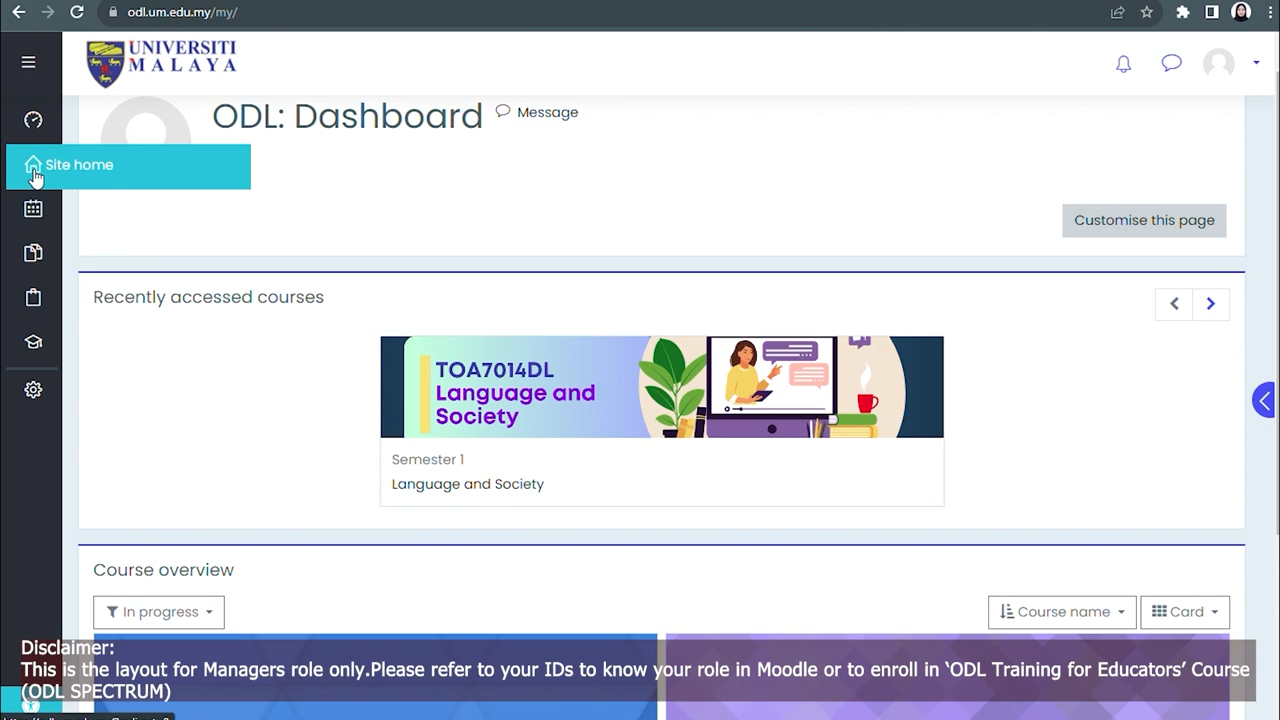 odl.um.edu.my/my/
UNIVERSITI
MALAYA
ODL: Dashboard
Message
Site home
Customise this page
Recently accessed courses
TOA7014DL
Language and
Society
Semester 1
Language and Society
Course overview
In progress
Course name
Card
Disclaimer:
This is the layout for Managers role only.Please refer to your IDs to know your role in Moodle or to enroll in ‘ODL Training for Educators’ Course
(ODL SPECTRUM)